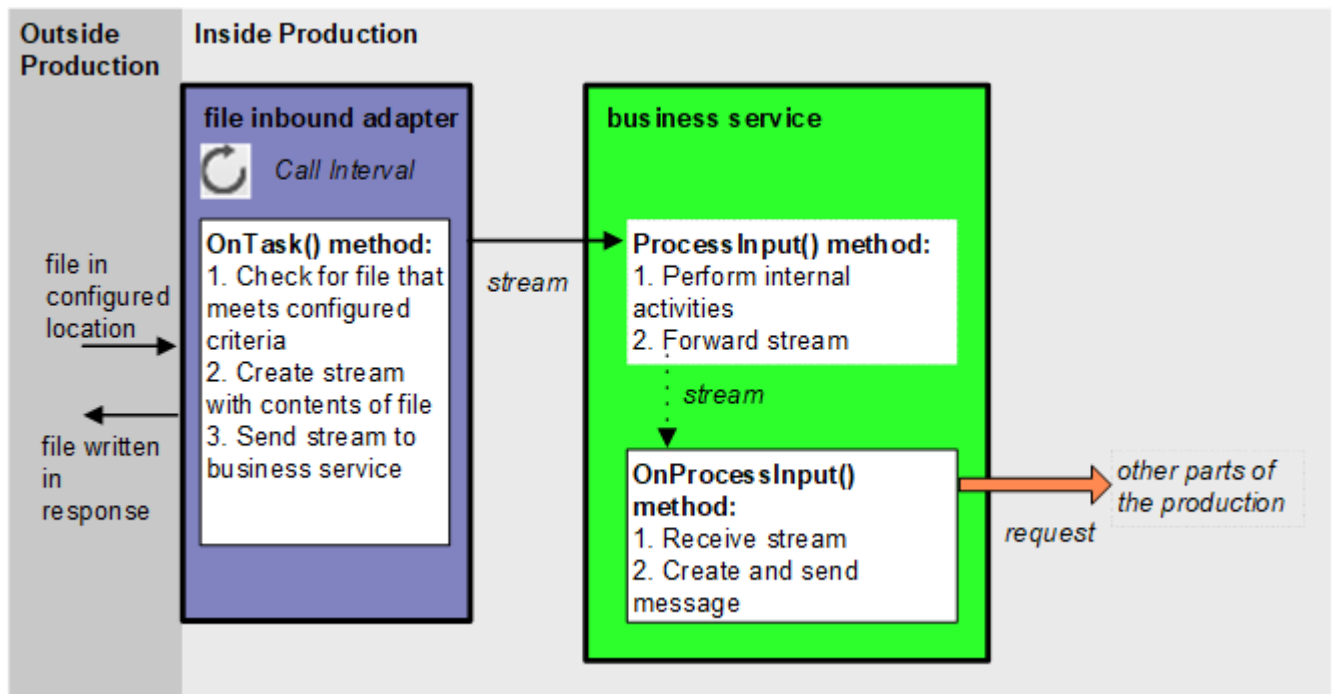 Outside
Production
Inside Production
file inbound adapter
Call Interval
OnTask() method:
1. Check for file that
meets configured
criteria
2. Create stream
with contents of file
3. Send stream to
business service
file in
configured
location
file written
in
response
stream
business service
ProcessInput() method:
1. Perform internal
activities
2. Forward stream
stream
OnProcessInput()
method:
1. Receive stream
2. Create and send
message
request
other parts of
the production